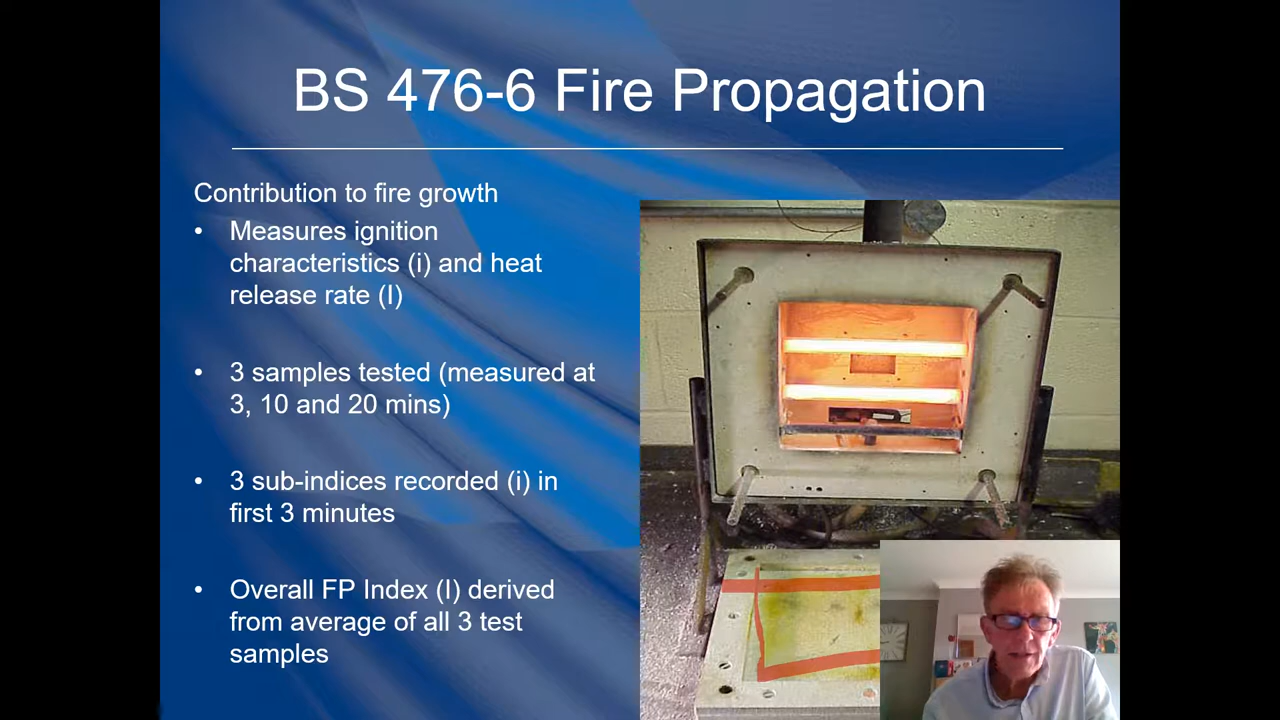 BS 476-6 Fire Propagation
Contribution to fire growth
• Measures ignition
characteristics (i) and heat
release rate (I)
• 3 samples tested (measured at
3, 10 and 20 mins)
• 3 sub-indices recorded (i) in
first 3 minutes
• Overall FP Index (I) derived
from average of all 3 test
samples